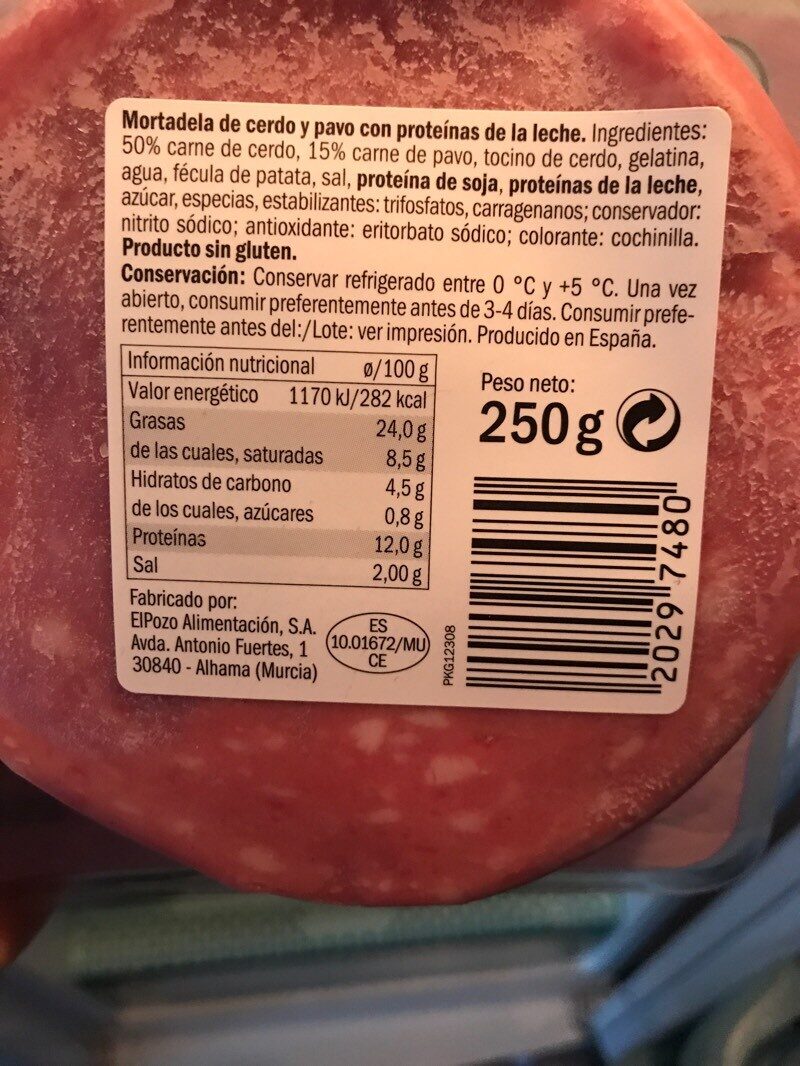 Mortadela de cerdo y pavo con proteínas de la leche. Ingredientes:
50% carne de cerdo, 15% carne de pavo, tocino de cerdo, gelatina,
agua, fécula de patata, sal, proteína de soja, proteínas de la leche,
azúcar, especias, estabilizantes: trifosfatos, carragenanos; conservador:
nitrito sódico; antioxidante: eritorbato sódico; colorante: cochinilla.
Producto sin gluten.
Conservación: Conservar refrigerado entre 0 °C y +5 °C. Una vez
abierto, consumir preferentemente antes de 3-4 días. Consumir prefe-
rentemente antes del:/Lote: ver impresión. Producido en España.
Información nutricional ø/100 g
Valor energético 1170 kJ/282 kcal
Grasas 24,0 g
de las cuales, saturadas 8,5 g
Hidratos de carbono 4,5 g
de los cuales, azúcares 0,8 g
Proteínas 12,0 g
Sal 2,00 g
Fabricado por:
ElPozo Alimentación, S.A.
Avda. Antonio Fuertes, 1
30840 - Alhama (Murcia)
ES
10.01672/MU
CE
Peso neto:
250 g
PKG12308
2029 7480